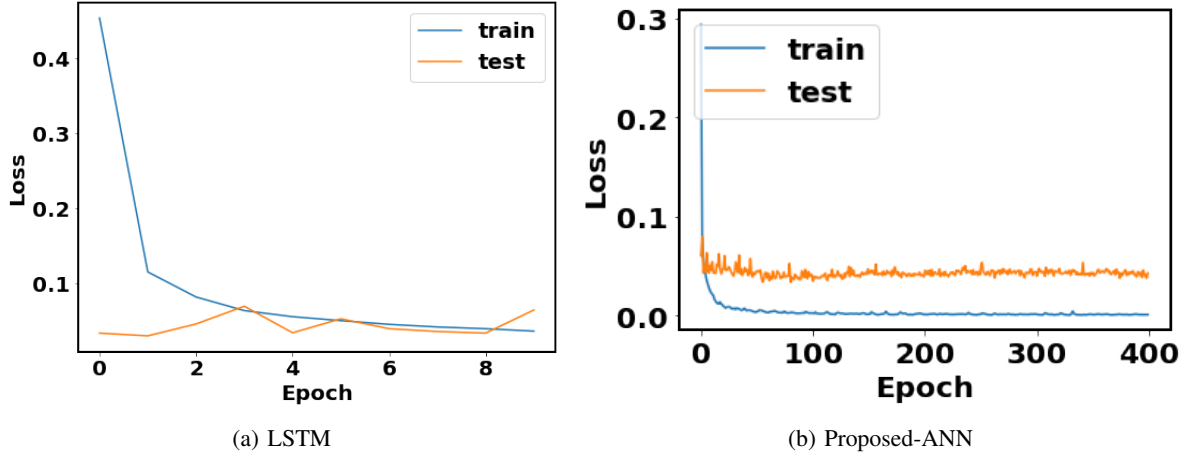 train
test
0.4
0.3
0.2
0.1
Loss
0 2 4 6 8
Epoch
(a) LSTM
train
test
0.3
0.2
0.1
0.0
Loss
0 100 200 300 400
Epoch
(b) Proposed-ANN